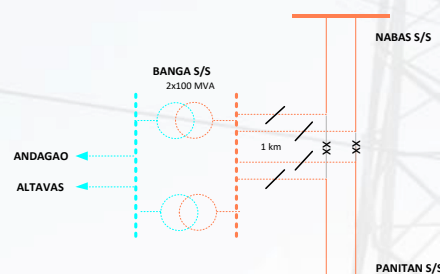 NABAS S/S
BANGA S/S
2x100 MVA
1 km
ANDAGAO
ALTAVAS
PANITAN S/S